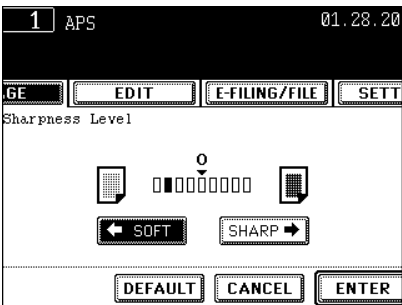 1 APS 01.28.20
.GE EDIT E-FILING/FILE SETT
Sharpness Level
0
SOFT SHARP
DEFAULT CANCEL ENTER